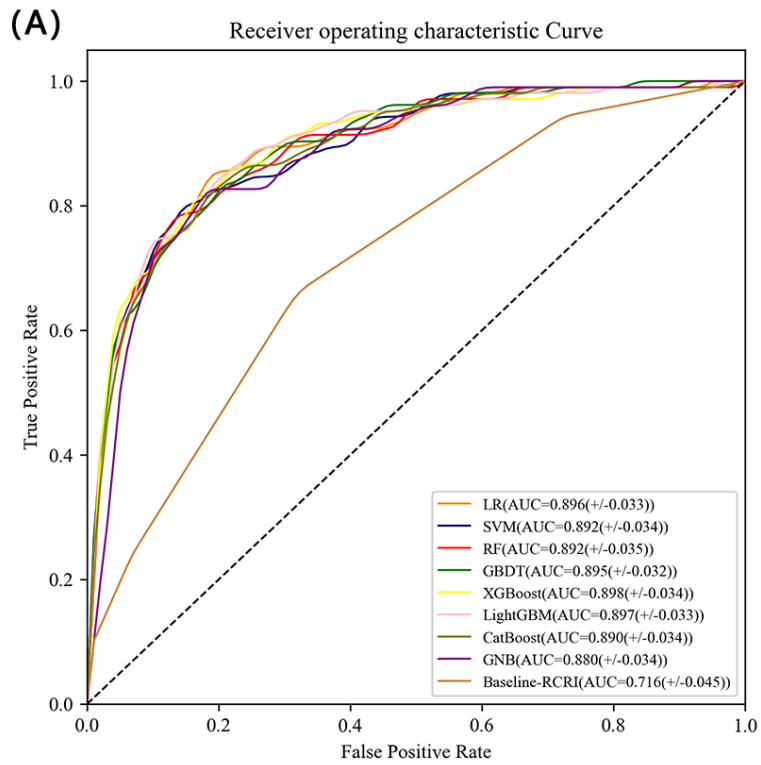 (A)
Receiver operating characteristic Curve
1.0
0.8
0.6
0.4
0.2
0.0
True Positive Rate
LR(AUC=0.896(+/-0.033))
SVM(AUC=0.892(+/-0.034))
RF(AUC=0.892(+/-0.035))
GBDT(AUC=0.895(+/-0.032))
XGBoost(AUC=0.898(+/-0.034))
LightGBM(AUC=0.897(+/-0.033))
CatBoost(AUC=0.890(+/-0.034))
GNB(AUC=0.880(+/-0.034))
Baseline-RCRI(AUC=0.716(+/-0.045))
0.0 0.2 0.4 0.6 0.8 1.0
False Positive Rate